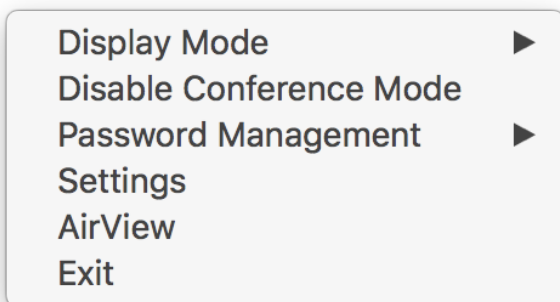 Display Mode
Disable Conference Mode
Password Management
Settings
AirView
Exit